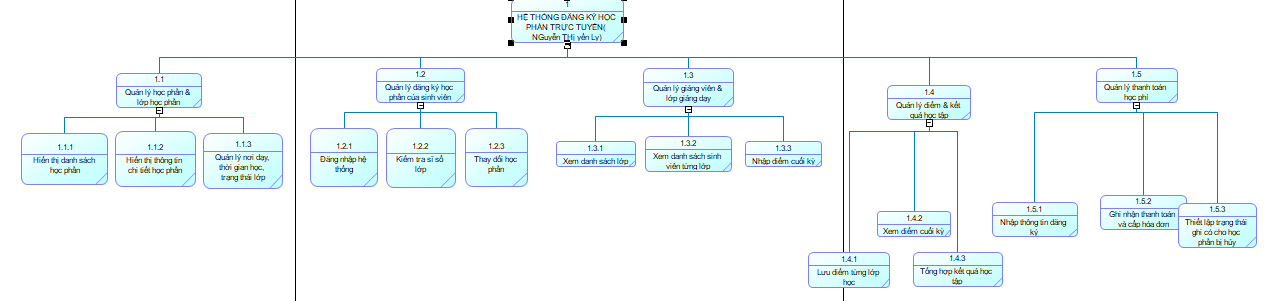 1
HỆ THỐNG ĐĂNG KÝ HỌC
PHẦN TRỰC TUYẾN(
NGuyễn THị yến Ly)
1.1
Quản lý học phần &
lớp học phần
1.2
Quản lý đăng ký học
phần của sinh viên
1.3
Quản lý giảng viên &
lớp giảng dạy
1.4
Quản lý điểm & kết
quả học tập
1.5
Quản lý thanh toán
học phí
1.1.1
Hiển thị danh sách
học phần
1.1.2
Hiển thị thông tin
chi tiết học phần
1.1.3
Quản lý nơi dạy,
thời gian học,
trạng thái lớp
1.2.1
Đăng nhập hệ
thống
1.2.2
Kiểm tra sĩ số
lớp
1.2.3
Thay đổi học
phần
1.3.1
Xem danh sách lớp
1.3.2
Xem danh sách sinh
viên từng lớp
1.3.3
Nhập điểm cuối kỳ
1.4.1
Lưu điểm từng lớp
học
1.4.2
Xem điểm cuối kỳ
1.4.3
Tổng hợp kết quả học
tập
1.5.1
Nhập thông tin đăng
ký
1.5.2
Ghi nhận thanh toán
và cấp hóa đơn
1.5.3
Thiết lập trạng thái
ghi có cho học
phần bị hủy